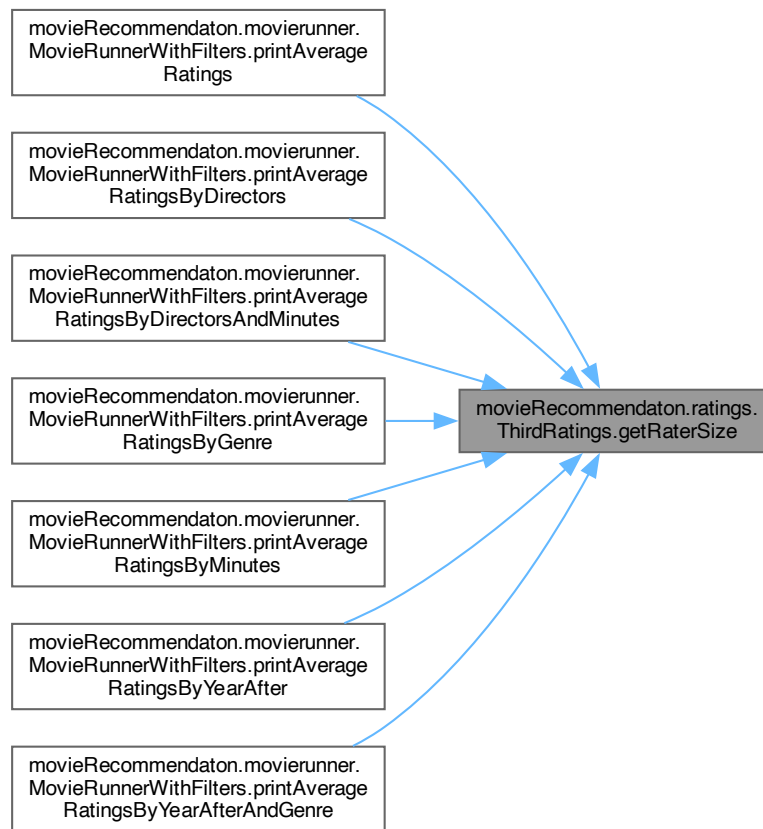 movieRecommendaton.movierunner.
MovieRunnerWithFilters.printAverage
Ratings
movieRecommendaton.movierunner.
MovieRunnerWithFilters.printAverage
RatingsByDirectors
movieRecommendaton.movierunner.
MovieRunnerWithFilters.printAverage
RatingsByDirectorsAndMinutes
movieRecommendaton.movierunner.
MovieRunnerWithFilters.printAverage
RatingsByGenre
movieRecommendaton.ratings.
ThirdRatings.getRaterSize
movieRecommendaton.movierunner.
MovieRunnerWithFilters.printAverage
RatingsByMinutes
movieRecommendaton.movierunner.
MovieRunnerWithFilters.printAverage
RatingsByYearAfter
movieRecommendaton.movierunner.
MovieRunnerWithFilters.printAverage
RatingsByYearAfterAndGenre